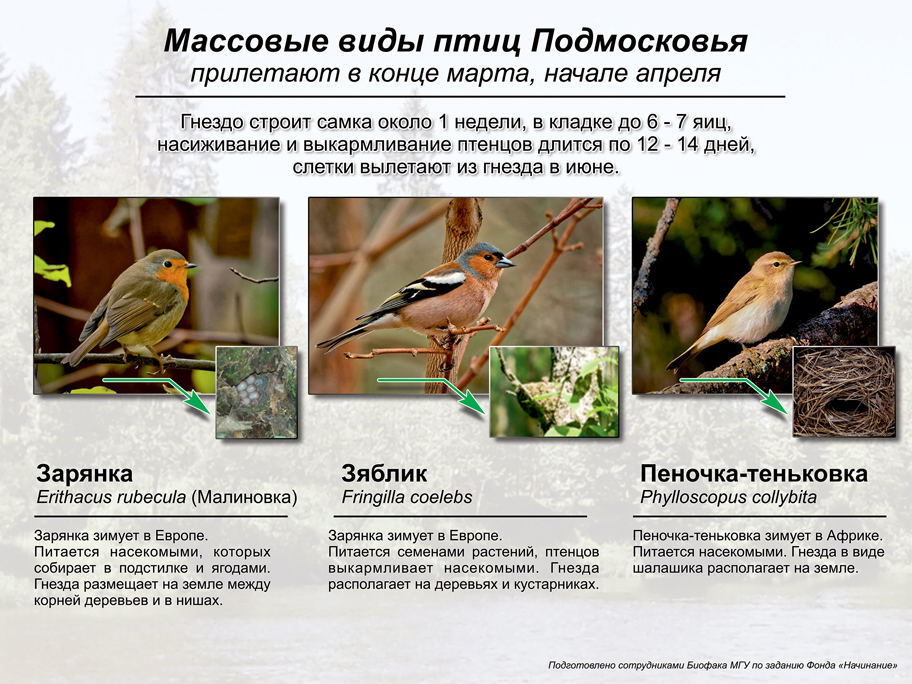 Массовые виды птиц Подмосковья
прилетают в конце марта, начале апреля
Гнездо строит самка около 1 недели, в кладке до 6 - 7 яиц,
насиживание и выкармливание птенцов длится по 12 - 14 дней,
слетки вылетают из гнезда в июне.
Зарянка
Erithacus rubecula (Малиновка)
Зарянка зимует в Европе.
Питается насекомыми, которых
собирает в подстилке и ягодами.
Гнезда размещает на земле между
корней деревьев и в нишах.
Зяблик
Fringilla coelebs
Зарянка зимует в Европе.
Питается семенами растений, птенцов
выкармливает насекомыми. Гнезда
располагает на деревьях и кустарниках.
Пеночка-теньковка
Phylloscopus collybita
Пеночка-теньковка зимует в Африке.
Питается насекомыми. Гнезда в виде
шалашика располагает на земле.
Подготовлено сотрудниками Биофака МГУ по заданию Фонда «Начинание»